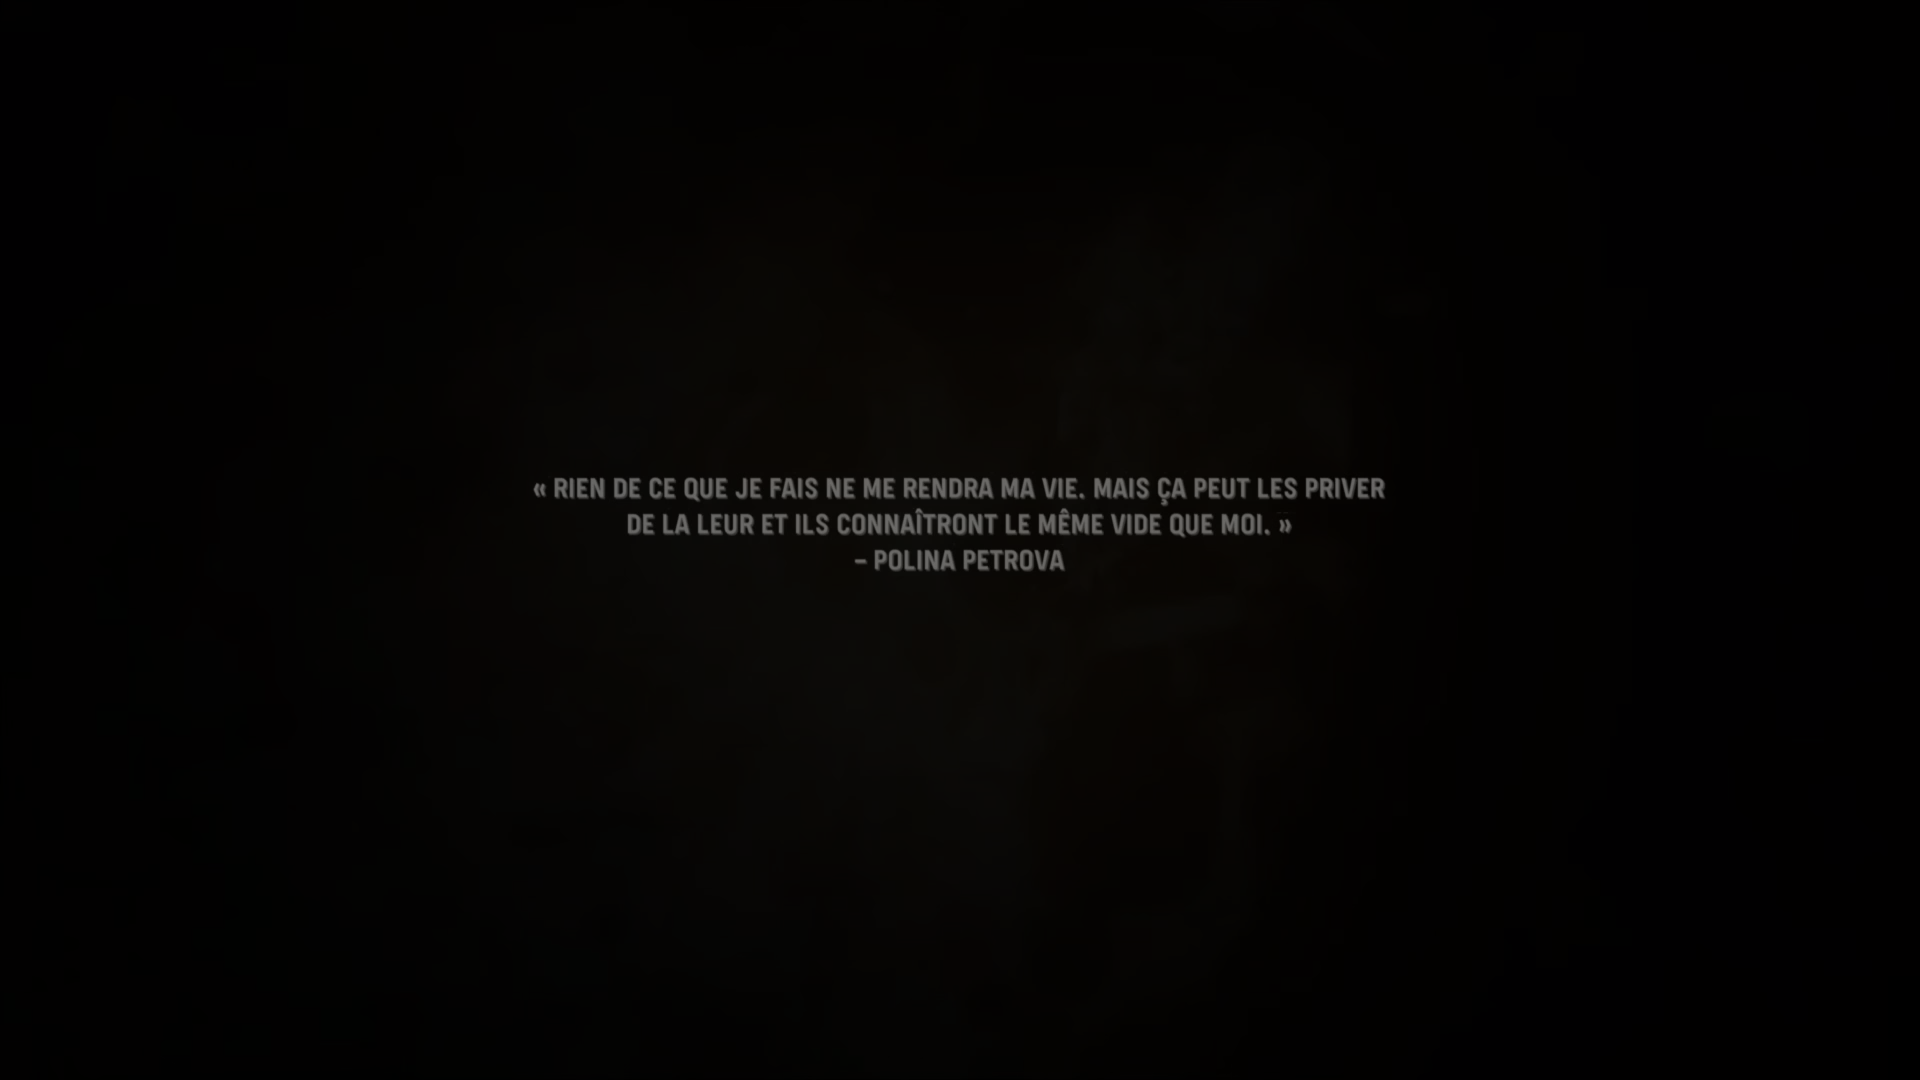 « RIEN DE CE QUE JE FAIS NE ME RENDRA MA VIE. MAIS ÇA PEUT LES PRIVER
DE LA LEUR ET ILS CONNAÎTRONT LE MÊME VIDE QUE MOI. »
– POLINA PETROVA